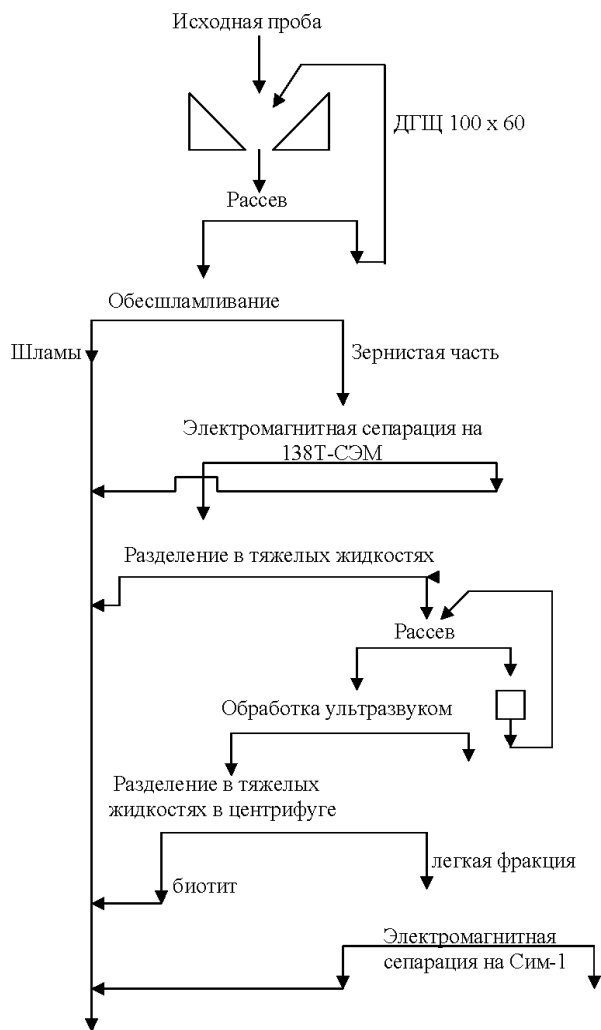 Исходная проба
ДГЩ 100 х 60
Рассев
Обесшламливание
Шламы
Зернистая часть
Электромагнитная сепарация на
138Т-СЭМ
Разделение в тяжелых жидкостях
Рассев
Обработка ультразвуком
Разделение в тяжелых
жидкостях в центрифуге
легкая фракция
биотит
Электромагнитная
сепарация на Сим-1